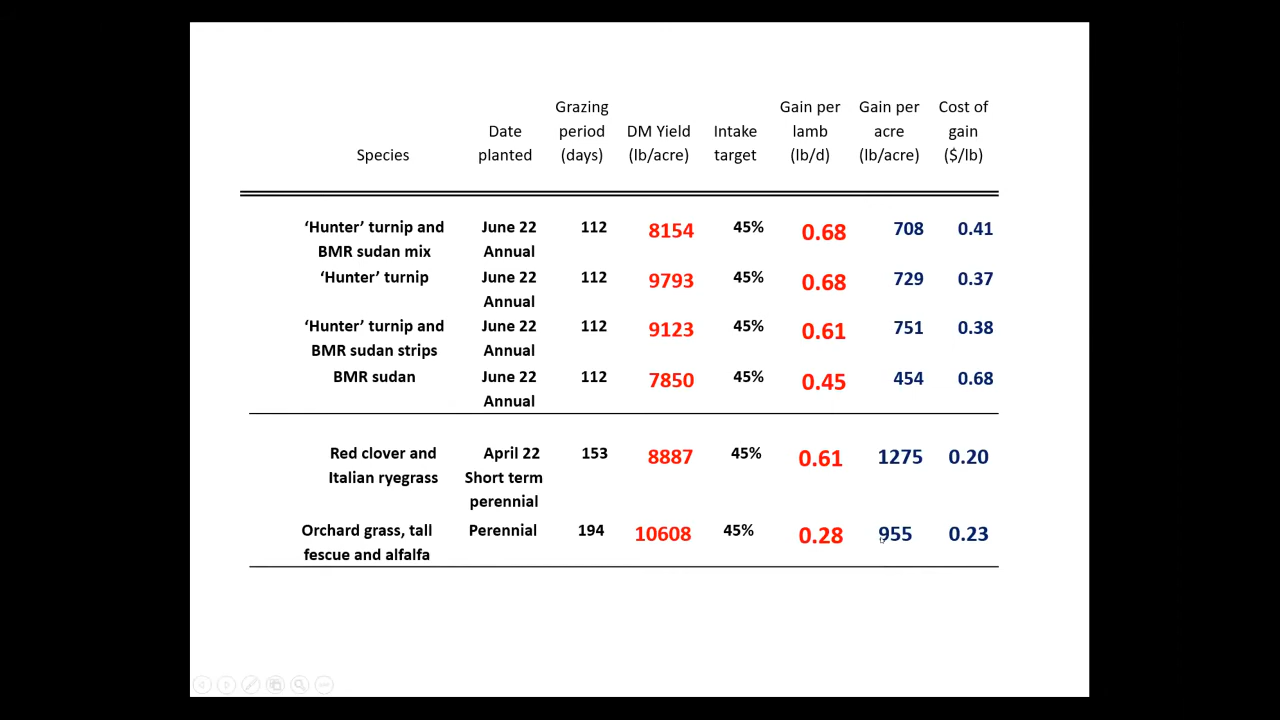 Grazing Gain per Gain per Cost of
Date period DM Yield Intake lamb acre gain
Species planted (days) (lb/acre) target (lb/d) (lb/acre) ($/lb)
‘Hunter’ turnip and June 22 112 8154 45% 0.68 708 0.41
BMR sudan mix Annual
‘Hunter’ turnip June 22 112 9793 45% 0.68 729 0.37
Annual
‘Hunter’ turnip and June 22 112 9123 45% 0.61 751 0.38
BMR sudan strips Annual
BMR sudan June 22 112 7850 45% 0.45 454 0.68
Annual
Red clover and April 22 153 8887 45% 0.61 1275 0.20
Italian ryegrass Short term
perennial
Orchard grass, tall Perennial 194 10608 45% 0.28 955 0.23
fescue and alfalfa